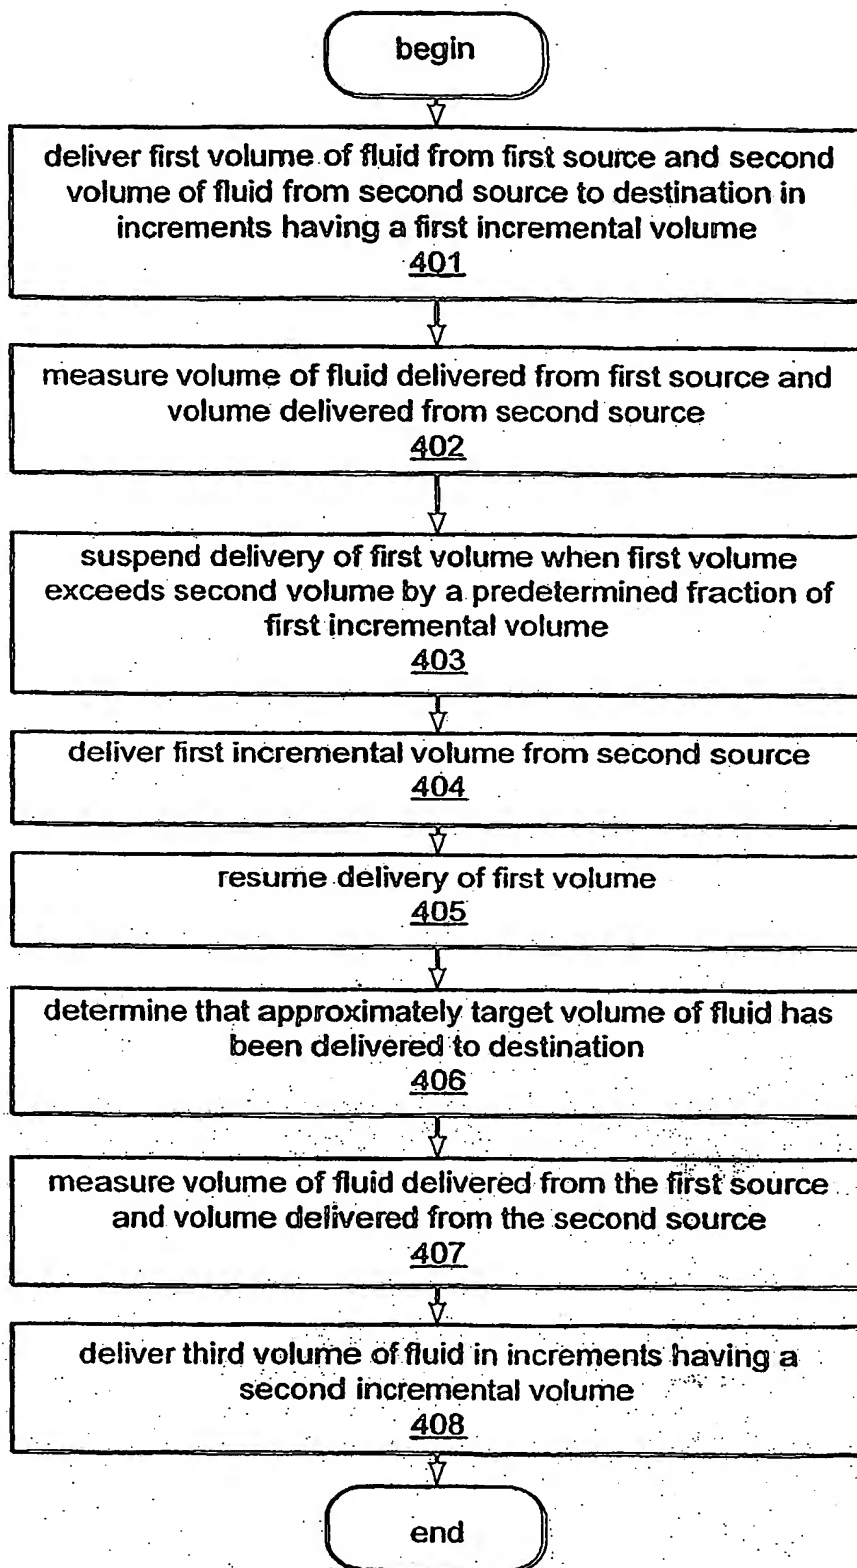 begin
deliver first volume of fluid from first source and second
volume of fluid from second source to destination in
increments having a first incremental volume
401
measure volume of fluid delivered from first source and
volume delivered from second source
402
suspend delivery of first volume when first volume
exceeds second volume by a predetermined fraction of
first incremental volume
403
deliver first incremental volume from second source
404
resume delivery of first volume
405
determine that approximately target volume of fluid has
been delivered to destination
406
measure volume of fluid delivered from the first source
and volume delivered from the second source
407
deliver third volume of fluid in increments having a
second incremental volume
408
end